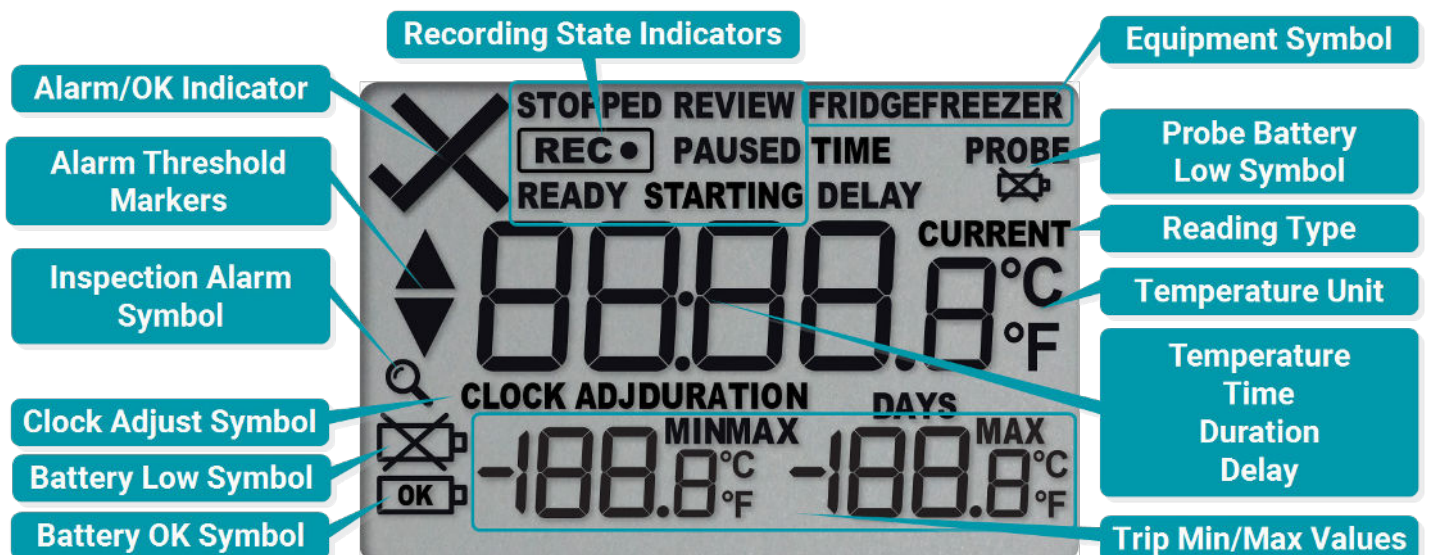 Recording State Indicators
Equipment Symbol
Alarm/OK Indicator
STOPPED REVIEW FRIDGEFREEZER
REC● PAUSED TIME PROBE
Probe Battery
Low Symbol
Alarm Threshold
Markers
READY STARTING DELAY
CURRENT
Reading Type
Inspection Alarm
Symbol
88:88.8°C
°F
Temperature Unit
Temperature
Time
Duration
Delay
CLOCK ADJDURATION DAYS
Clock Adjust Symbol
MINMAX MAX
-188.8°C -188.8°C
°F °F
Battery Low Symbol
OK
Battery OK Symbol
Trip Min/Max Values